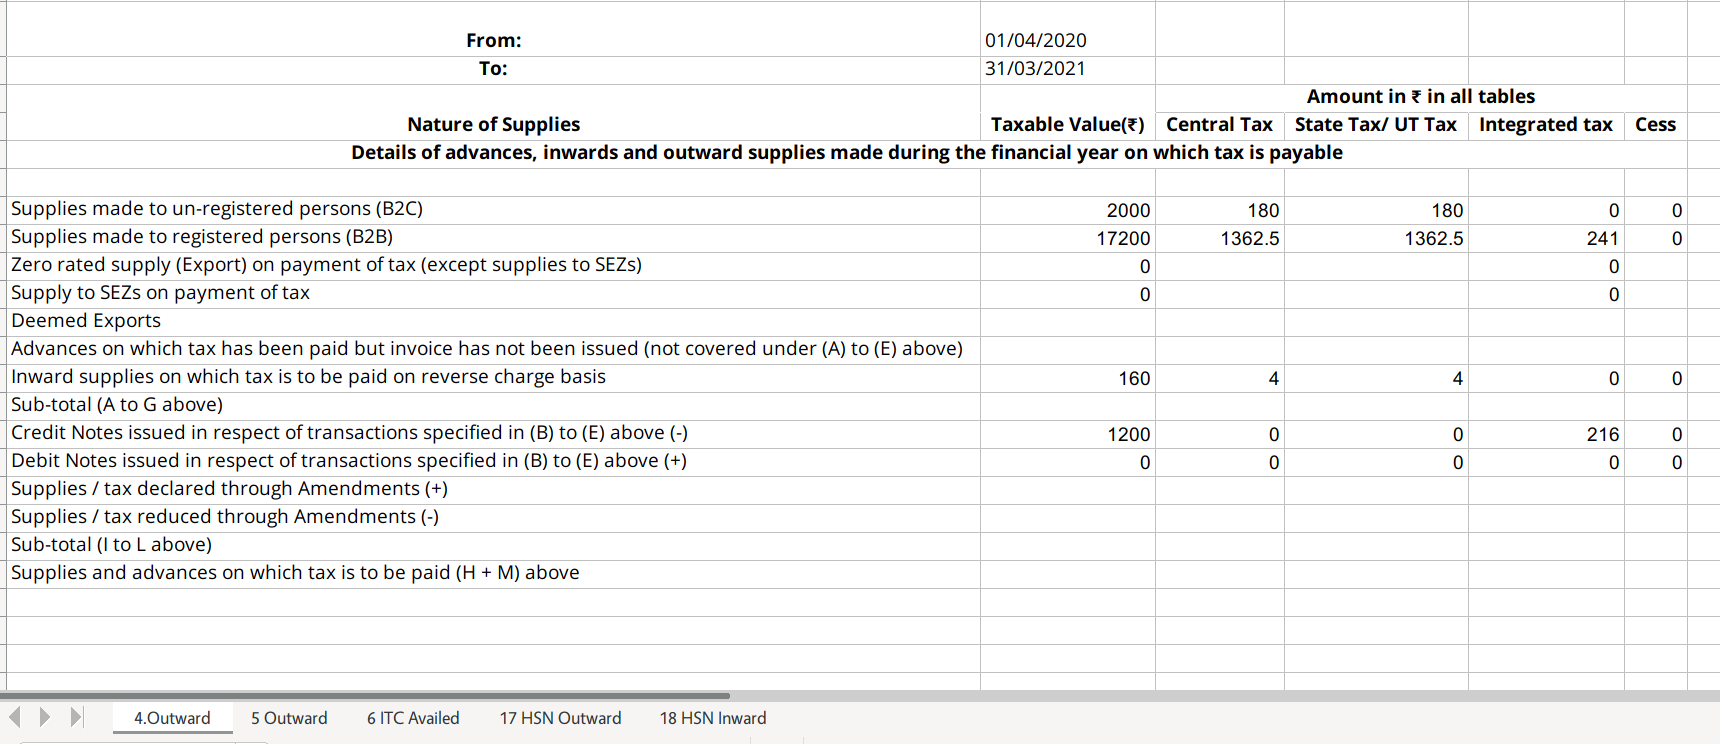 From: 01/04/2020
To: 31/03/2021
Amount in ₹ in all tables
Nature of Supplies Taxable Value(₹) Central Tax State Tax/ UT Tax Integrated tax Cess
Details of advances, inwards and outward supplies made during the financial year on which tax is payable
Supplies made to un-registered persons (B2C) 2000 180 180 0 0
Supplies made to registered persons (B2B) 17200 1362.5 1362.5 241 0
Zero rated supply (Export) on payment of tax (except supplies to SEZs) 0 0
Supply to SEZs on payment of tax 0 0
Deemed Exports
Advances on which tax has been paid but invoice has not been issued (not covered under (A) to (E) above)
Inward supplies on which tax is to be paid on reverse charge basis 160 4 4 0 0
Sub-total (A to G above)
Credit Notes issued in respect of transactions specified in (B) to (E) above (-) 1200 0 0 216 0
Debit Notes issued in respect of transactions specified in (B) to (E) above (+) 0 0 0 0 0
Supplies / tax declared through Amendments (+)
Supplies / tax reduced through Amendments (-)
Sub-total (I to L above)
Supplies and advances on which tax is to be paid (H + M) above
4.Outward 5 Outward 6 ITC Availed 17 HSN Outward 18 HSN Inward